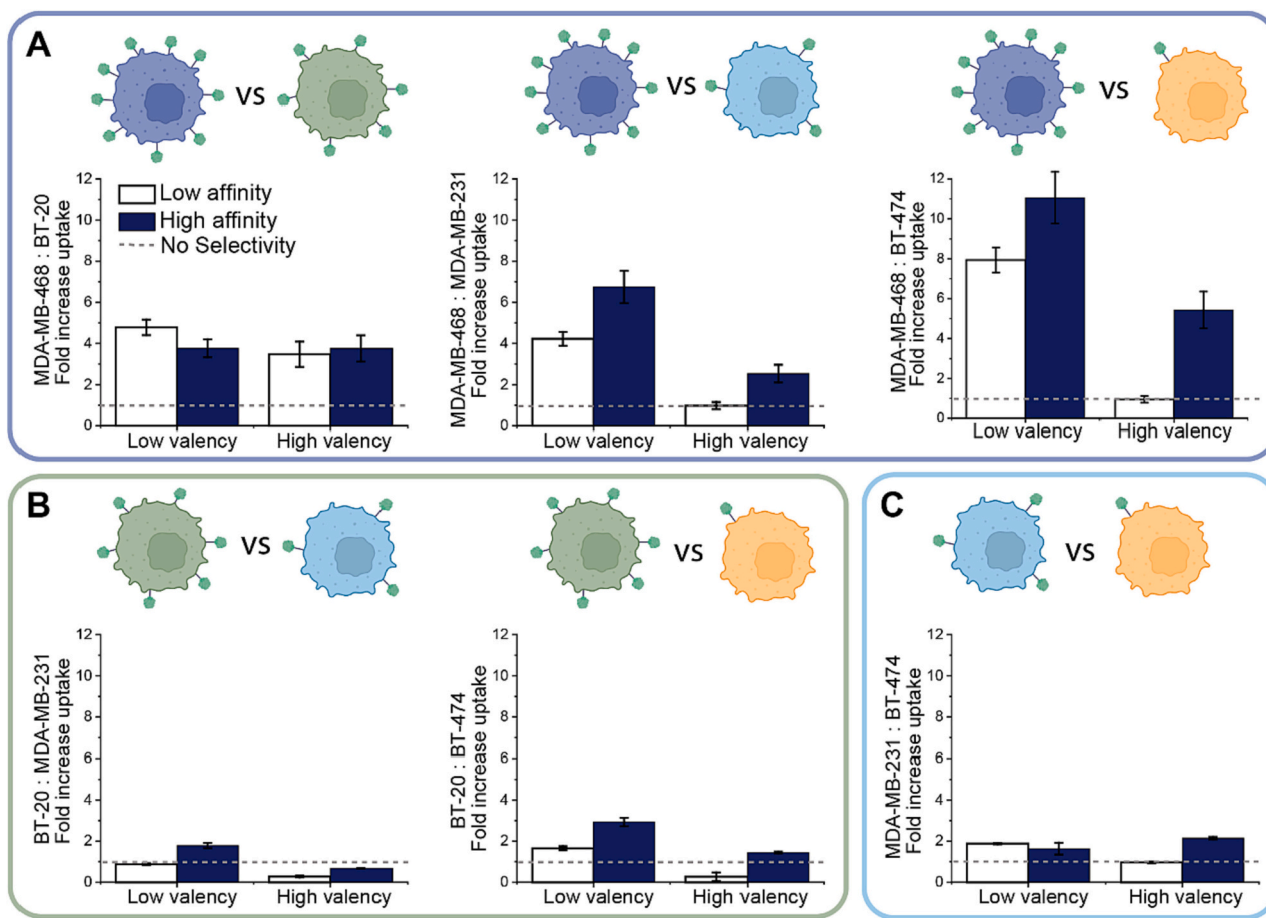 A
VS
VS
VS
MDA-MB-468 : BT-20
Fold increase uptake
12
10
8
6
4
2
0
Low affinity
High affinity
No Selectivity
Low valency
High valency
MDA-MB-468 : MDA-MB-231
Fold increase uptake
12
10
8
6
4
2
0
Low valency
High valency
MDA-MB-468 : BT-474
Fold increase uptake
12
10
8
6
4
2
0
Low valency
High valency
B
VS
VS
BT-20 : MDA-MB-231
Fold increase uptake
12
10
8
6
4
2
0
Low valency
High valency
BT-20 : BT-474
Fold increase uptake
12
10
8
6
4
2
0
Low valency
High valency
C
VS
MDA-MB-231 : BT-474
Fold increase uptake
12
10
8
6
4
2
0
Low valency
High valency